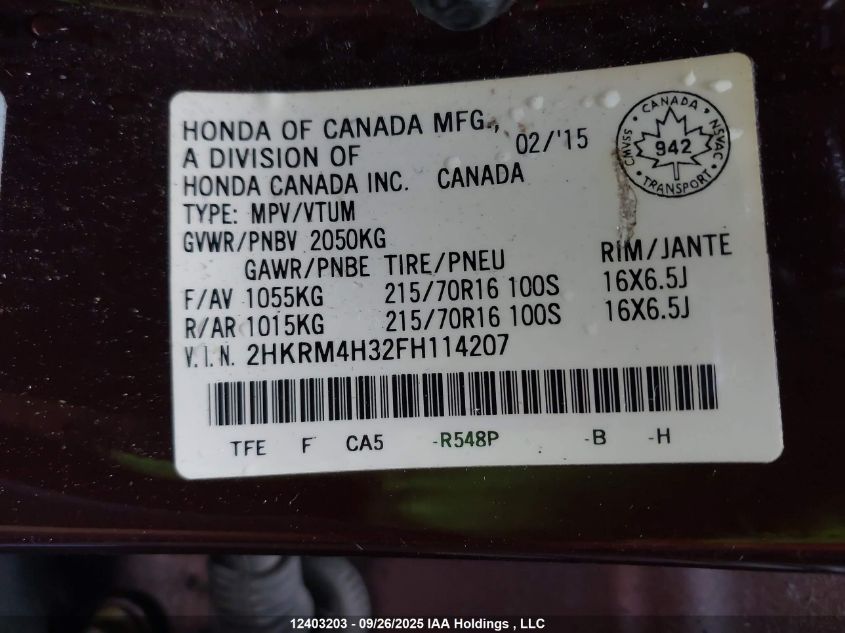 HONDA OF CANADA MFG., 02/'15
A DIVISION OF
HONDA CANADA INC. CANADA
TYPE: MPV/VTUM
GVWR/PNBV 2050KG
GAWR/PNBE TIRE/PNEU RIM/JANTE
F/AV 1055KG 215/70R16 100S 16X6.5J
R/AR 1015KG 215/70R16 100S 16X6.5J
V.I.N. 2HKRM4H32FH114207
TFE F CA5 -R548P -B -H
CANADA
CMVSS 942 NSVAC
TRANSPORT
12403203 - 09/26/2025 IAA Holdings , LLC